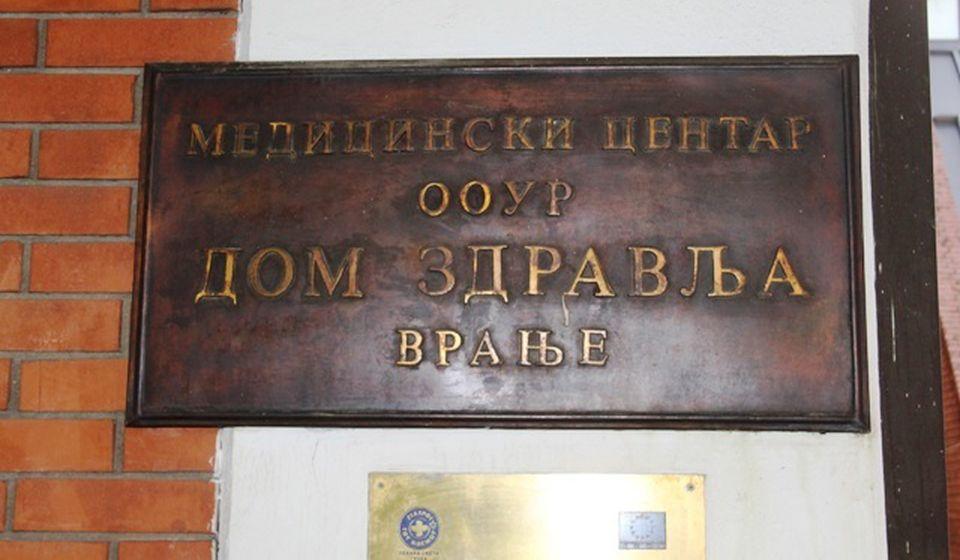 МЕДИЦИНСКИ ЦЕНТАР
ООУР
ДОМ ЗДРАВЉА
ВРАЊЕ